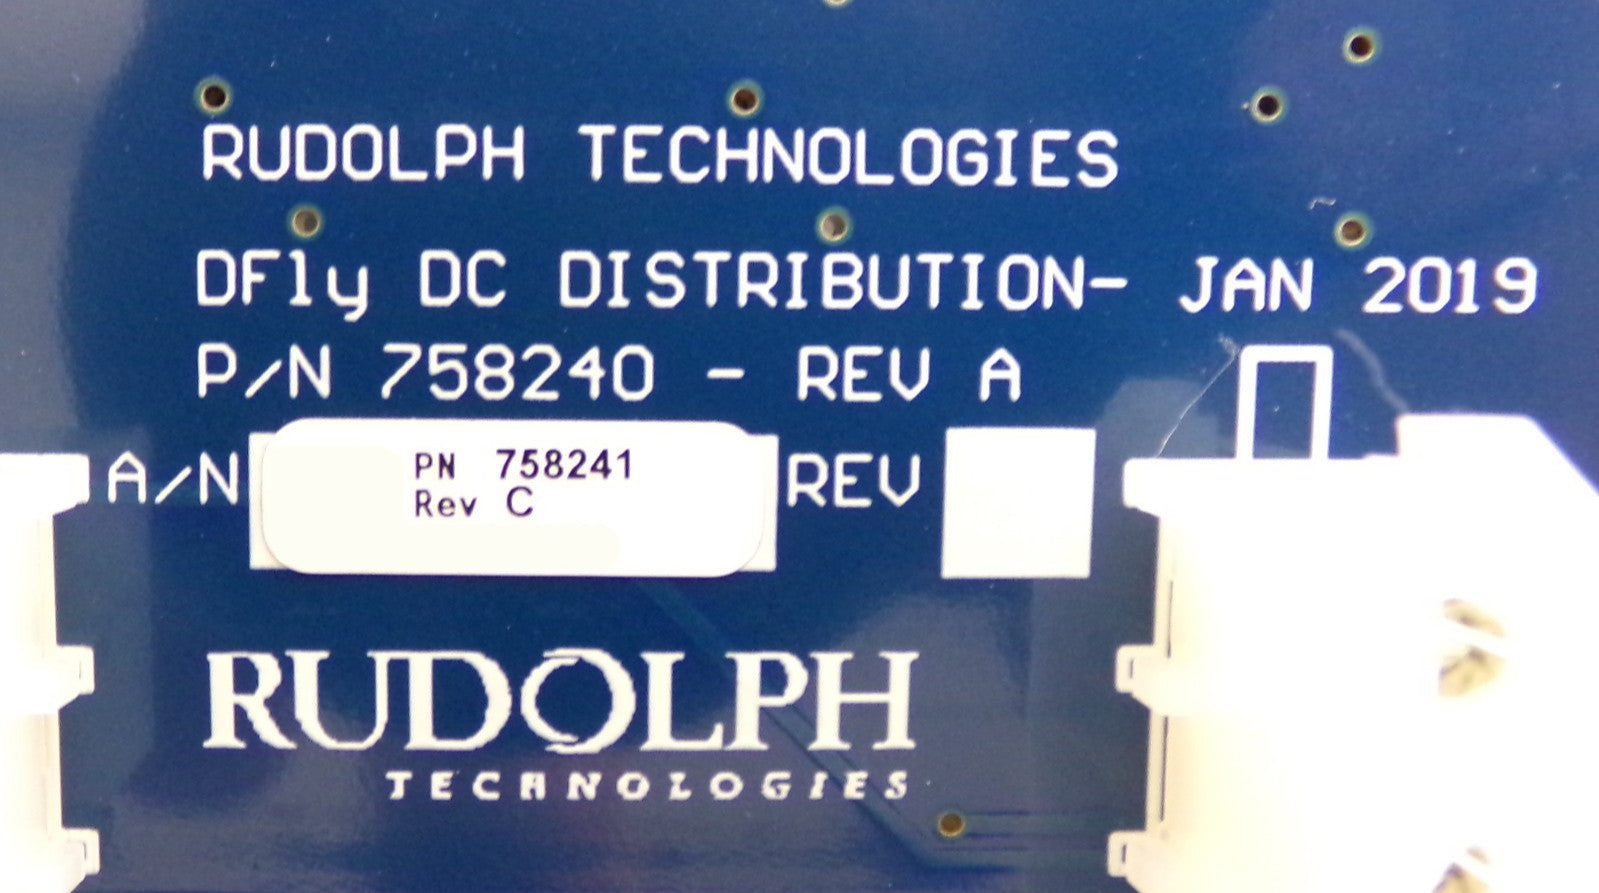 RUDOLPH TECHNOLOGIES
DFly DC DISTRIBUTION- JAN 2019
P/N 758240 - REV A
A/N PN 758241 REV
Rev C
RUDOLPH
TECHNOLOGIES